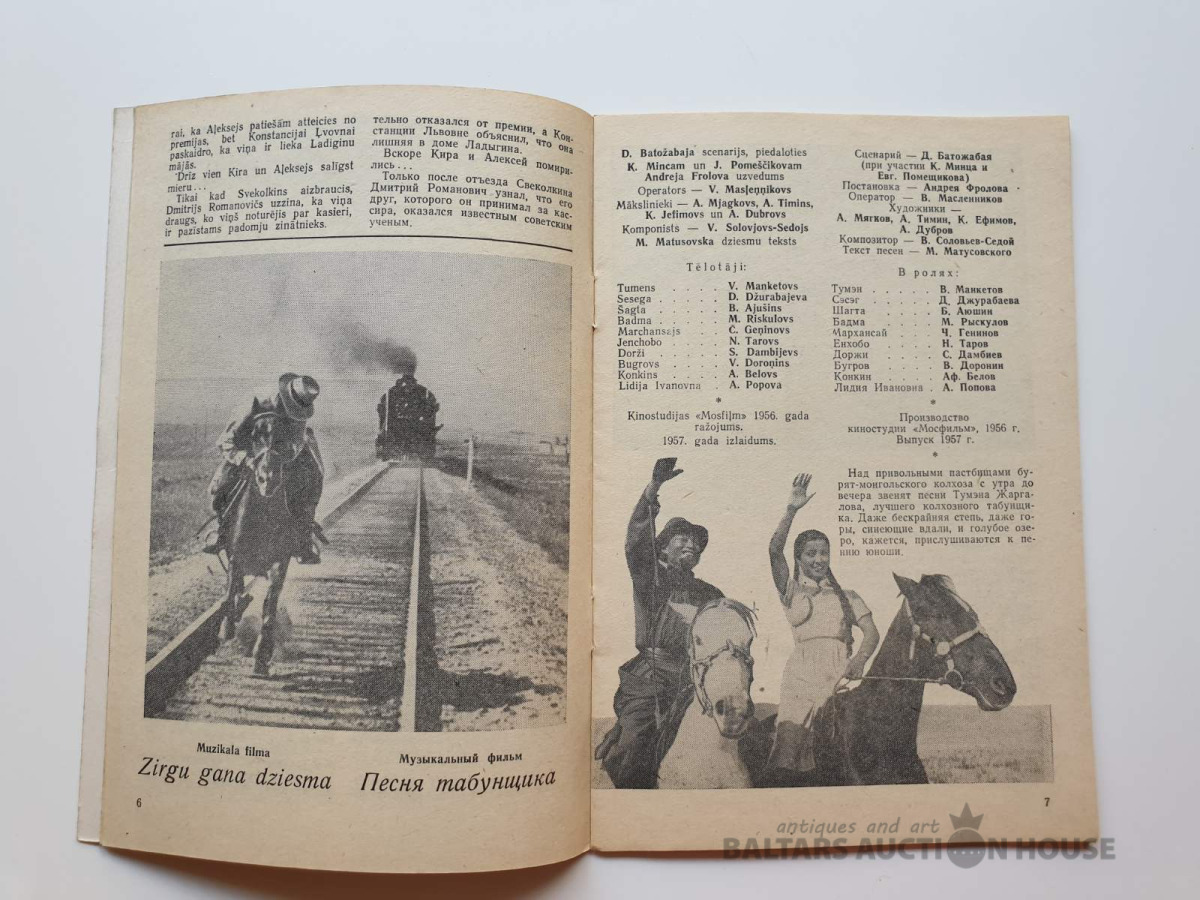 rai, ka Aļeksejs patiešām atteicies no
premijas, bet Konstancijai Ļvovnai
paskaidro, ka viņa ir lieka Ladiginu
mājās.
Drīz vien Kira un Aļeksejs salīgst
mieru...
Tikai kad Svekolkins aizbraucis,
Dmitrijs Romanovičs uzzina, ka viņa
draugs, ko viņš noturējis par kasieri,
ir pazīstams padomju zinātnieks.
тельно отказался от премии, а Кон-
станции Львовне объяснил, что она
лишняя в доме Ладыгина.
Вскоре Кира и Алексей помири-
лись...
Только после отъезда Свеколкина
Дмитрий Романович узнал, что его
друг, которого он принимал за кас-
сира, оказался известным советским
ученым.
Muzikala filma
Zirgu gana dziesma
Музыкальный фильм
Песня табунщика
6
D. Batožabaja scenarijs, piedaloties
K. Mincam un J. Pomeščikovam
Andreja Frolova uzvedums
Operators — V. Masļeņņikovs
Mākslinieki — A. Mjagkovs, A. Timins,
K. Jefimovs un A. Dubrovs
Komponists — V. Solovjovs-Sedojs
M. Matusovska dziesmu teksts
Tēlotāji:
Tumens . . . . V. Manketovs
Sesega . . . . . D. Džurabajeva
Sagta . . . . . B. Ajušins
Badma . . . . . M. Riskulovs
Marchansajs . . . Č. Geņinovs
Jenchobo . . . . N. Tarovs
Dorži . . . . . S. Dambijevs
Bugrovs . . . . V. Doroņins
Konkins . . . . A. Belovs
Lidija Ivanovna . A. Popova
*
Kinostudijas «Mosfiļm» 1956. gada
ražojums.
1957. gada izlaidums.
Сценарий — Д. Батожабая
(при участии К. Минца и
Евг. Помещикова)
Постановка — Андрея Фролова
Оператор — В. Масленников
Художники —
А. Мягков, А. Тимин, К. Ефимов,
А. Дубров
Композитор — В. Соловьев-Седой
Текст песен — М. Матусовского
В ролях:
Тумэн . . . . . В. Манкетов
Сэсэг . . . . . Д. Джурабаева
Шагта . . . . . Б. Аюшин
Бадма . . . . . М. Рыскулов
Мархансай . . . Ч. Генинов
Енхобо . . . . Н. Таров
Доржи . . . . . С. Дамбиев
Бугров . . . . В. Доронин
Конкин . . . . Аф. Белов
Лидия Ивановна . А. Попова
*
Производство
киностудии «Мосфильм», 1956 г.
Выпуск 1957 г.
*
Над привольными пастбищами бу-
рят-монгольского колхоза с утра до
вечера звенят песни Тумэна Жарга-
лова, лучшего колхозного табунщи-
ка. Даже бескрайняя степь, даже го-
ры, синеющие вдали, и голубое озе-
ро, кажется, прислушиваются к пе-
нию юноши.
7
antiques and art
BALTARS AUCTION HOUSE